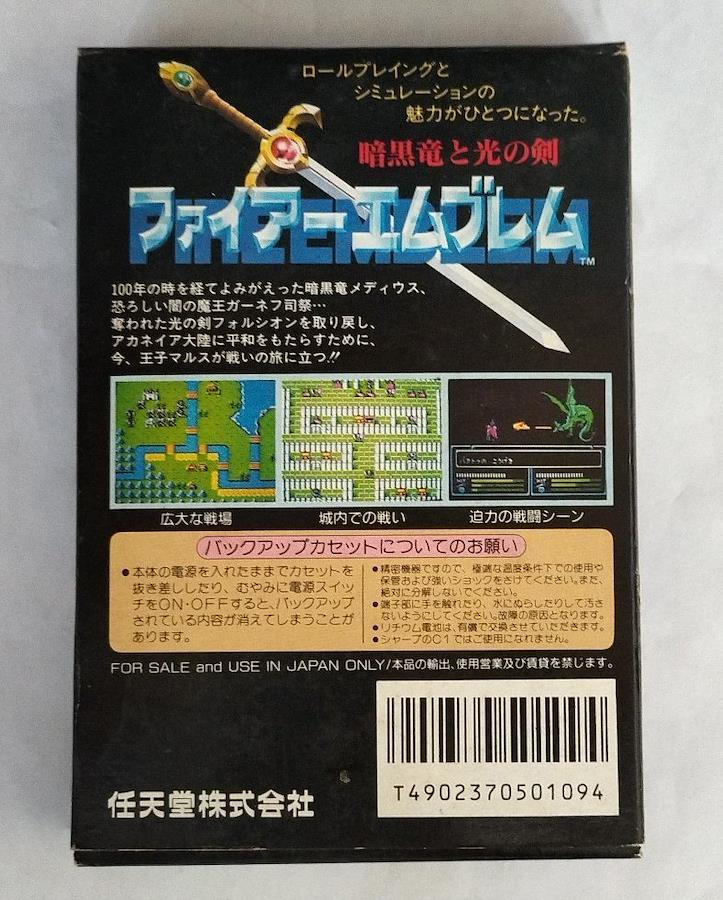 ロールプレイングと
シミュレーションの
魅力がひとつになった。
暗黒竜と光の剣
ファイアーエムブレム
FIRE EMBLEM
TM
100年の時を経てよみがえった暗黒竜メディウス、
恐ろしい闇の魔王ガーネフ司祭…
奪われた光の剣フォルシオンを取り戻し、
アカネイア大陸に平和をもたらすために、
今、王子マルスが戦いの旅に立つ!!
こうげき
広大な戦場
城内での戦い
迫力の戦闘シーン
バックアップカセットについてのお願い
●本体の電源を入れたままでカセットを
抜き差ししたり、むやみに電源スイッ
チをON・OFFすると、バックアップ
されている内容が消えてしまうことが
あります。
●精密機器ですので、極端な温度条件下での使用や
保管および強いショックをさけてください。また、
絶対に分解しないでください。
●端子部に手を触れたり、水にぬらしたりして汚さ
ないようにしてください。故障の原因となります。
●リチウム電池は、有償で交換させていただきます。
●シャープのC1ではご使用になれません。
FOR SALE and USE IN JAPAN ONLY/本品の輸出、使用営業及び賃貸を禁じます。
T4902370501094
任天堂株式会社